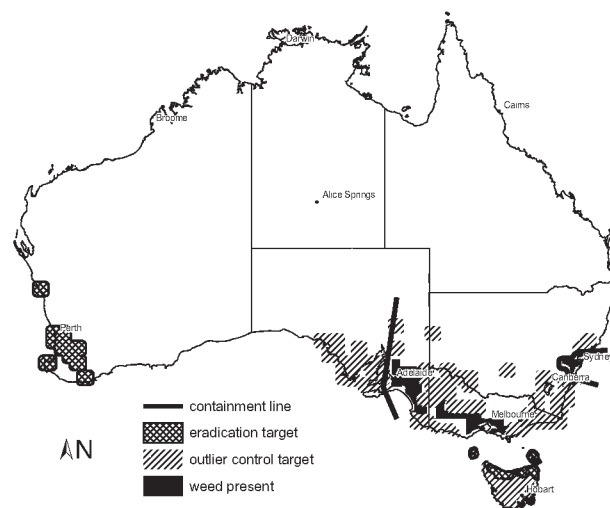 Darwin
Cairns
Broome
Alice Springs
Perth
Adelaide
Sydney
Canberra
Melbourne
Hobart
containment line
eradication target
outlier control target
weed present
N